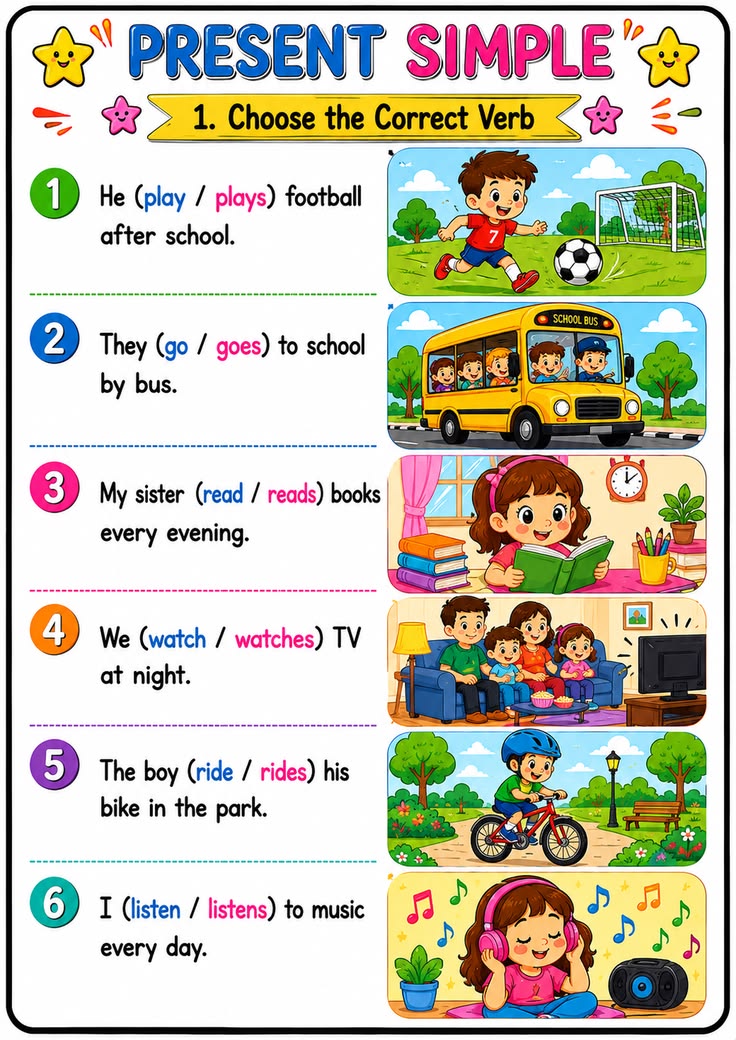 PRESENT SIMPLE
1. Choose the Correct Verb
1
He (play / plays) football
after school.
7
2
They (go / goes) to school
by bus.
SCHOOL BUS
3
My sister (read / reads) books
every evening.
4
We (watch / watches) TV
at night.
5
The boy (ride / rides) his
bike in the park.
6
I (listen / listens) to music
every day.